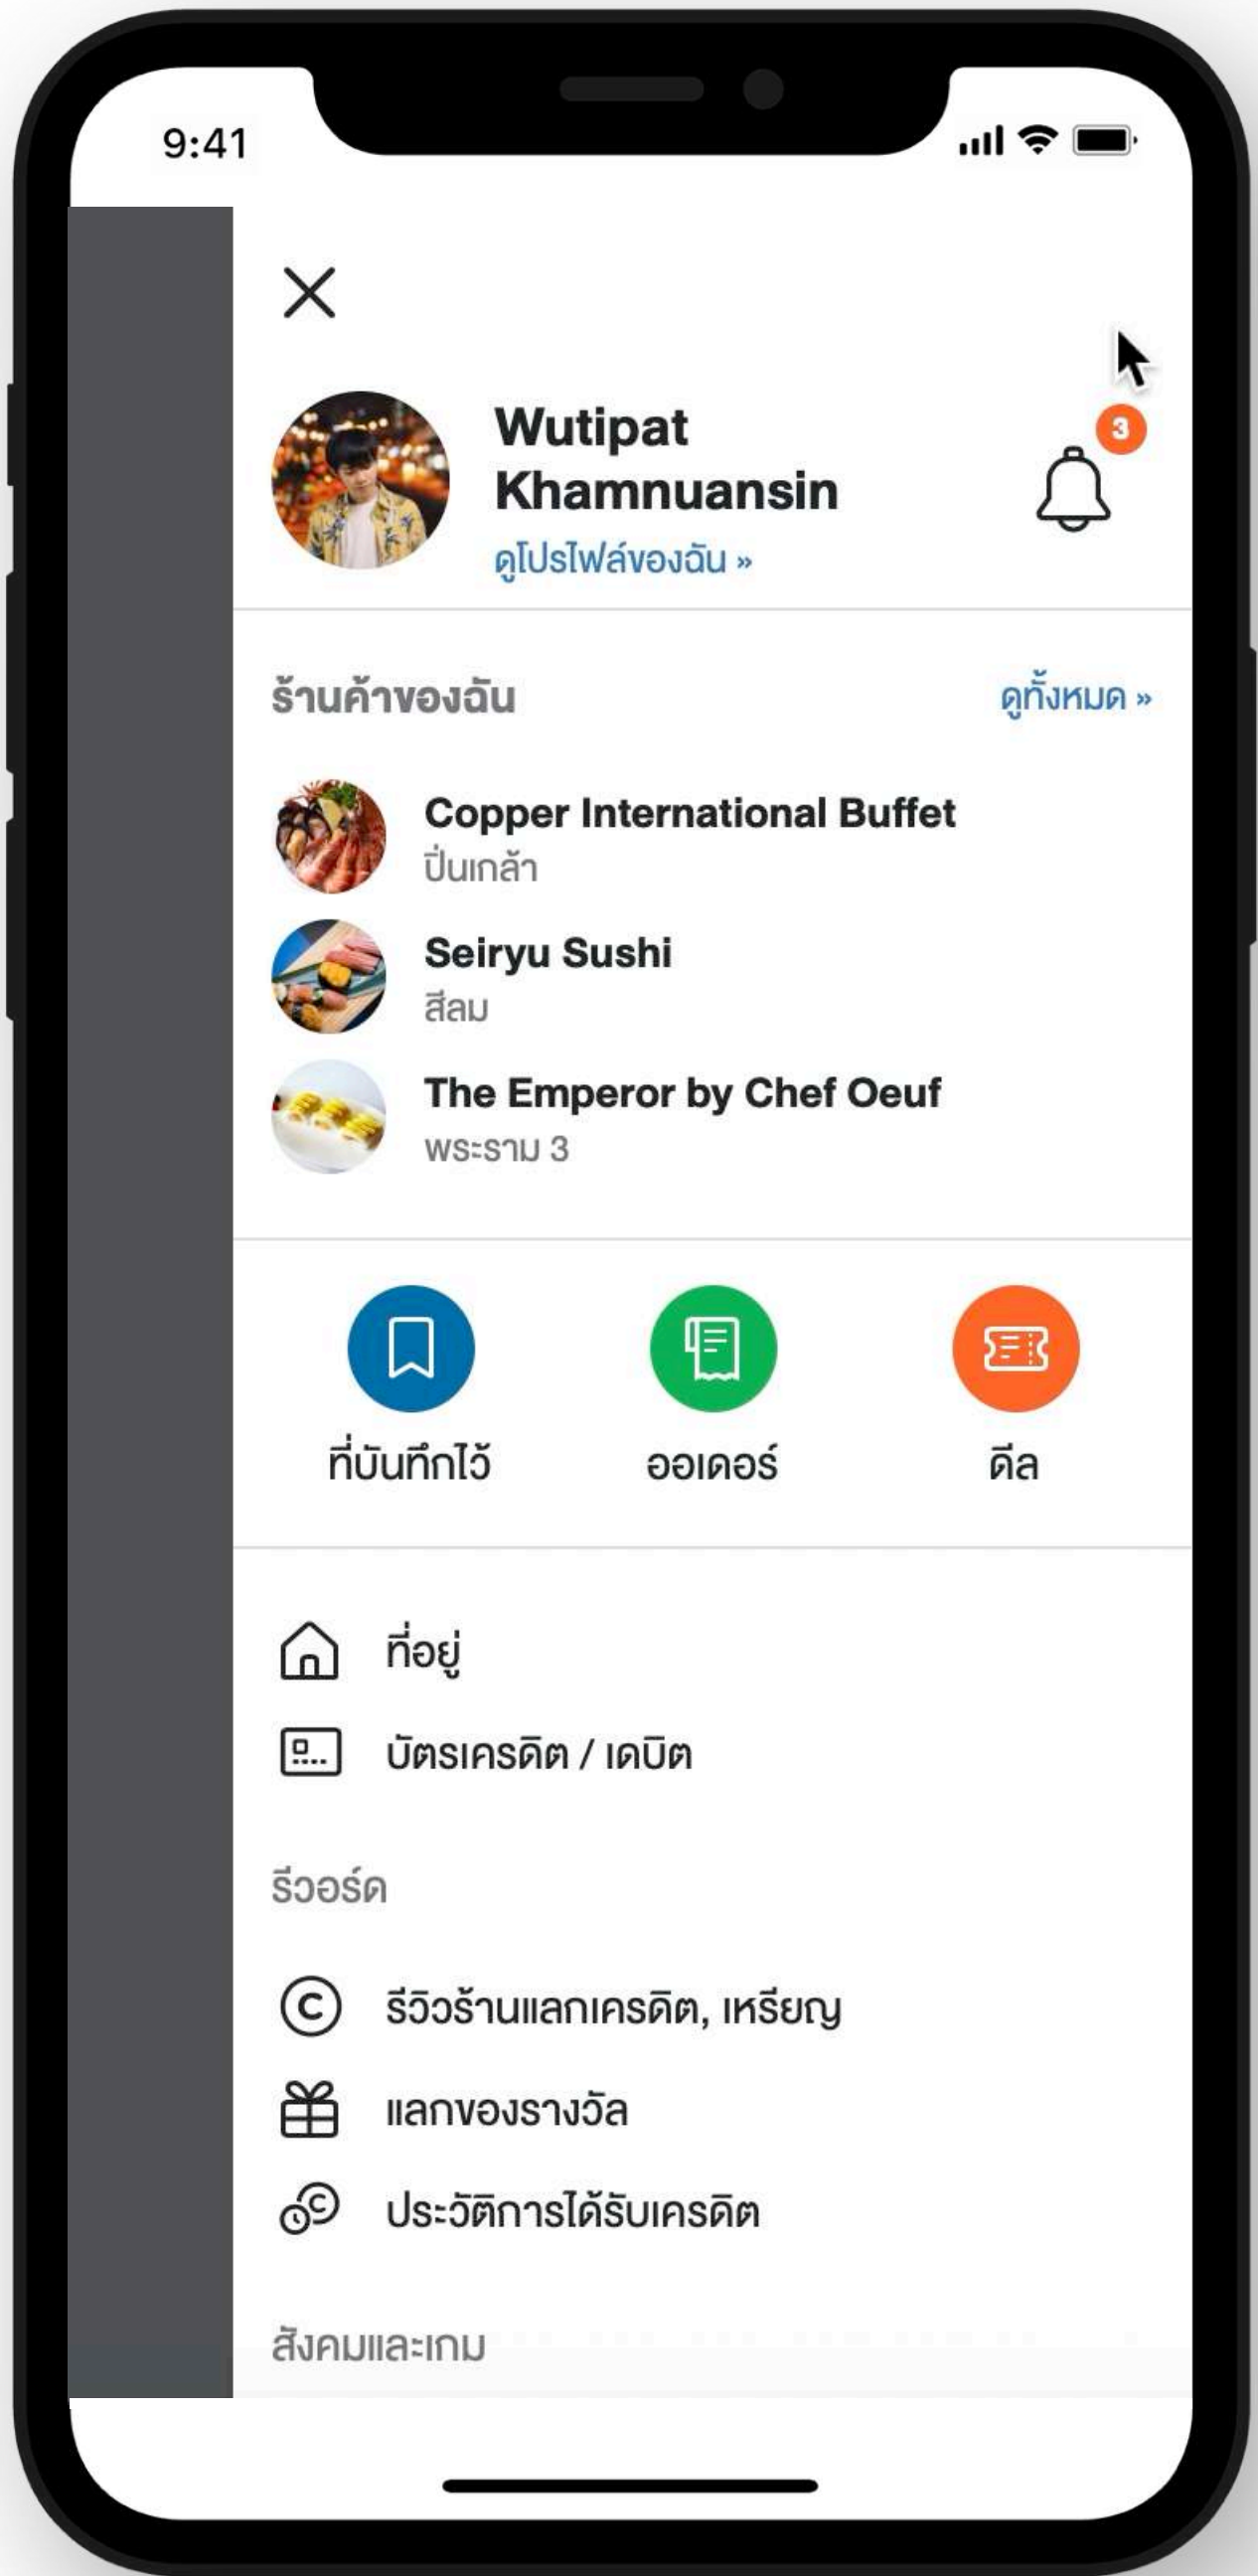 9:41
Wutipat
Khamnuansin
3
ดูโปรไฟล์ของฉัน »
ร้านค้าของฉัน
ดูทั้งหมด »
Copper International Buffet
ปิ่นเกล้า
Seiryu Sushi
สีลม
The Emperor by Chef Oeuf
พระราม 3
ที่บันทึกไว้
ออเดอร์
ดีล
ที่อยู่
บัตรเครดิต / เดบิต
รีวอร์ด
รีวิวร้านแลกเครดิต, เหรียญ
แลกของรางวัล
ประวัติการได้รับเครดิต
สังคมและเกม